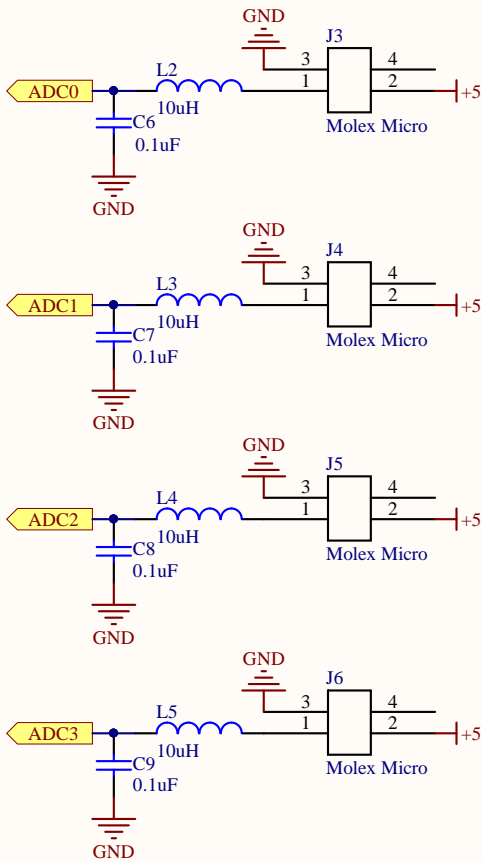 GND
J3
L2
3
4
ADC0
1
2
+5
10uH
C6
Molex Micro
0.1uF
GND
GND
J4
L3
3
4
ADC1
1
2
+5
10uH
C7
Molex Micro
0.1uF
GND
GND
J5
L4
3
4
ADC2
1
2
+5
10uH
C8
Molex Micro
0.1uF
GND
GND
J6
L5
3
4
ADC3
1
2
+5
10uH
C9
Molex Micro
0.1uF
GND